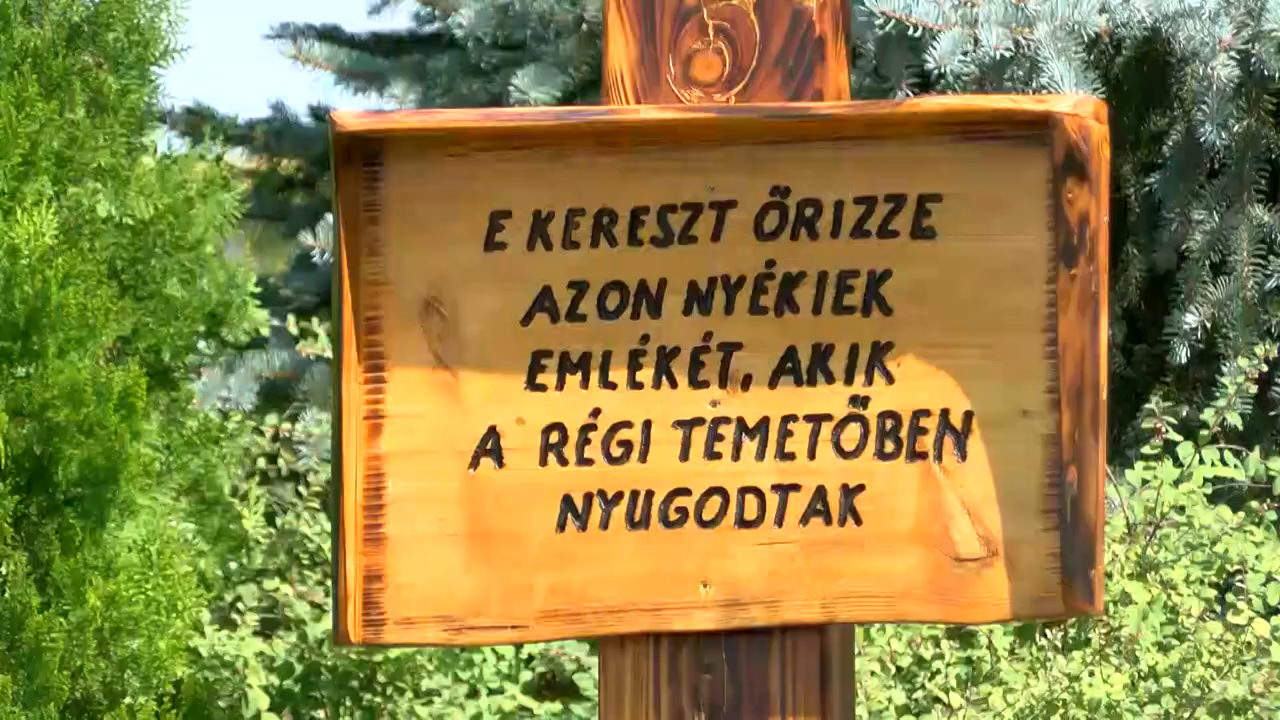 E KERESZT ŐRIZZE
AZON NYÉKIEK
EMLÉKÉT, AKIK
A RÉGI TEMETŐBEN
NYUGODTAK